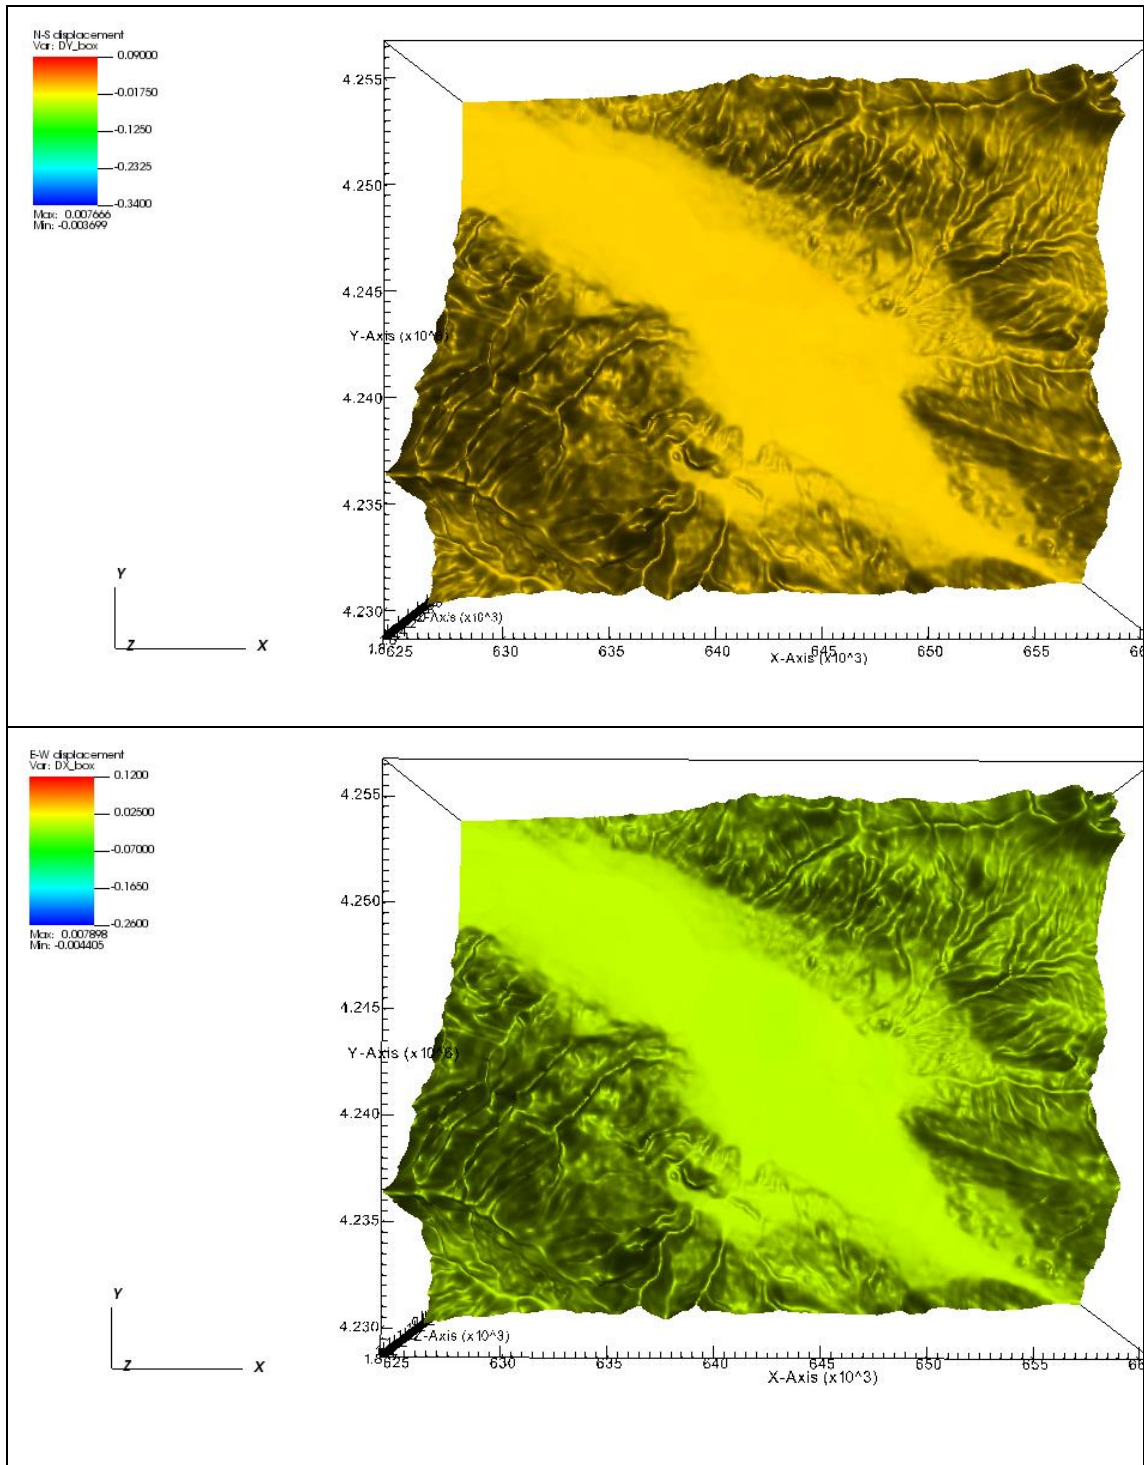 N-S displacement
Var: DY_box
0.09000
-0.01750
-0.1250
-0.2325
-0.3400
Max: 0.007666
Min: -0.003699
4.255
4.250
4.245
Y-Axis (x10^6)
4.240
4.235
4.230
Z-Axis (x10^3)
625 630 635 640 645 650 655
X-Axis (x10^3)
Y
Z X
E-W displacement
Var: DX_box
0.1200
0.02500
-0.07000
-0.1650
-0.2600
Max: 0.007898
Min: -0.004405
4.255
4.250
4.245
Y-Axis (x10^6)
4.240
4.235
4.230
Z-Axis (x10^3)
625 630 635 640 645 650 655
X-Axis (x10^3)
Y
Z X